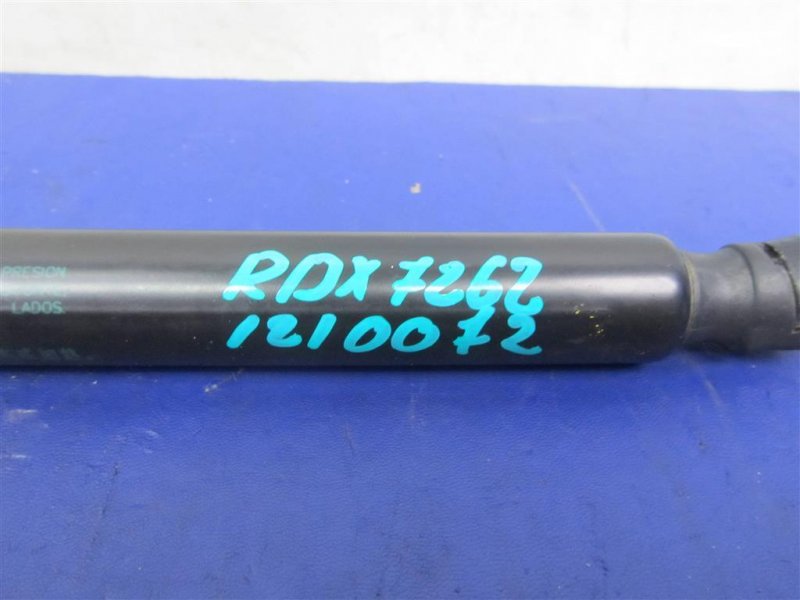 PRESION
LADOS.
RDX 7262
1210072